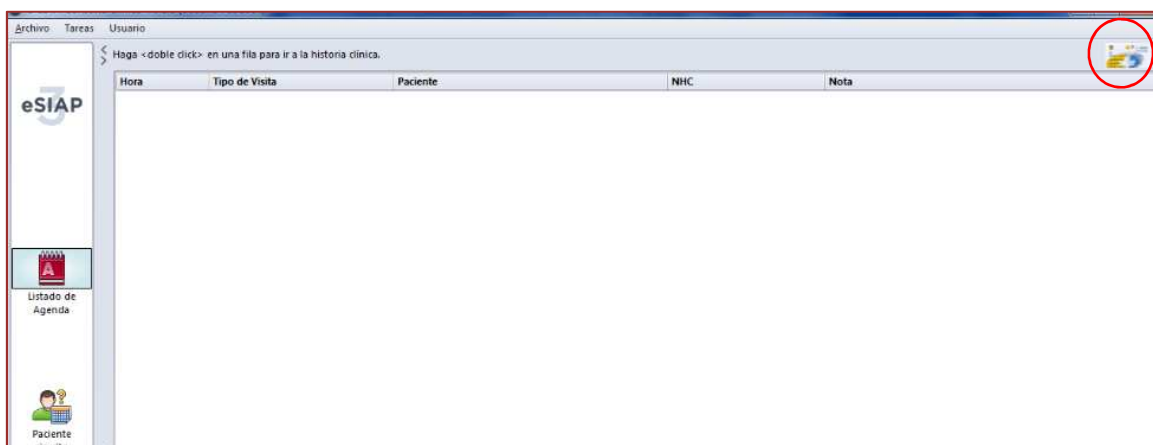 Archivo Tareas Usuario
Haga <doble click> en una fila para ir a la historia clínica.
Hora Tipo de Visita Paciente NHC Nota
eSIAP
3
A
Listado de
Agenda
?
Paciente